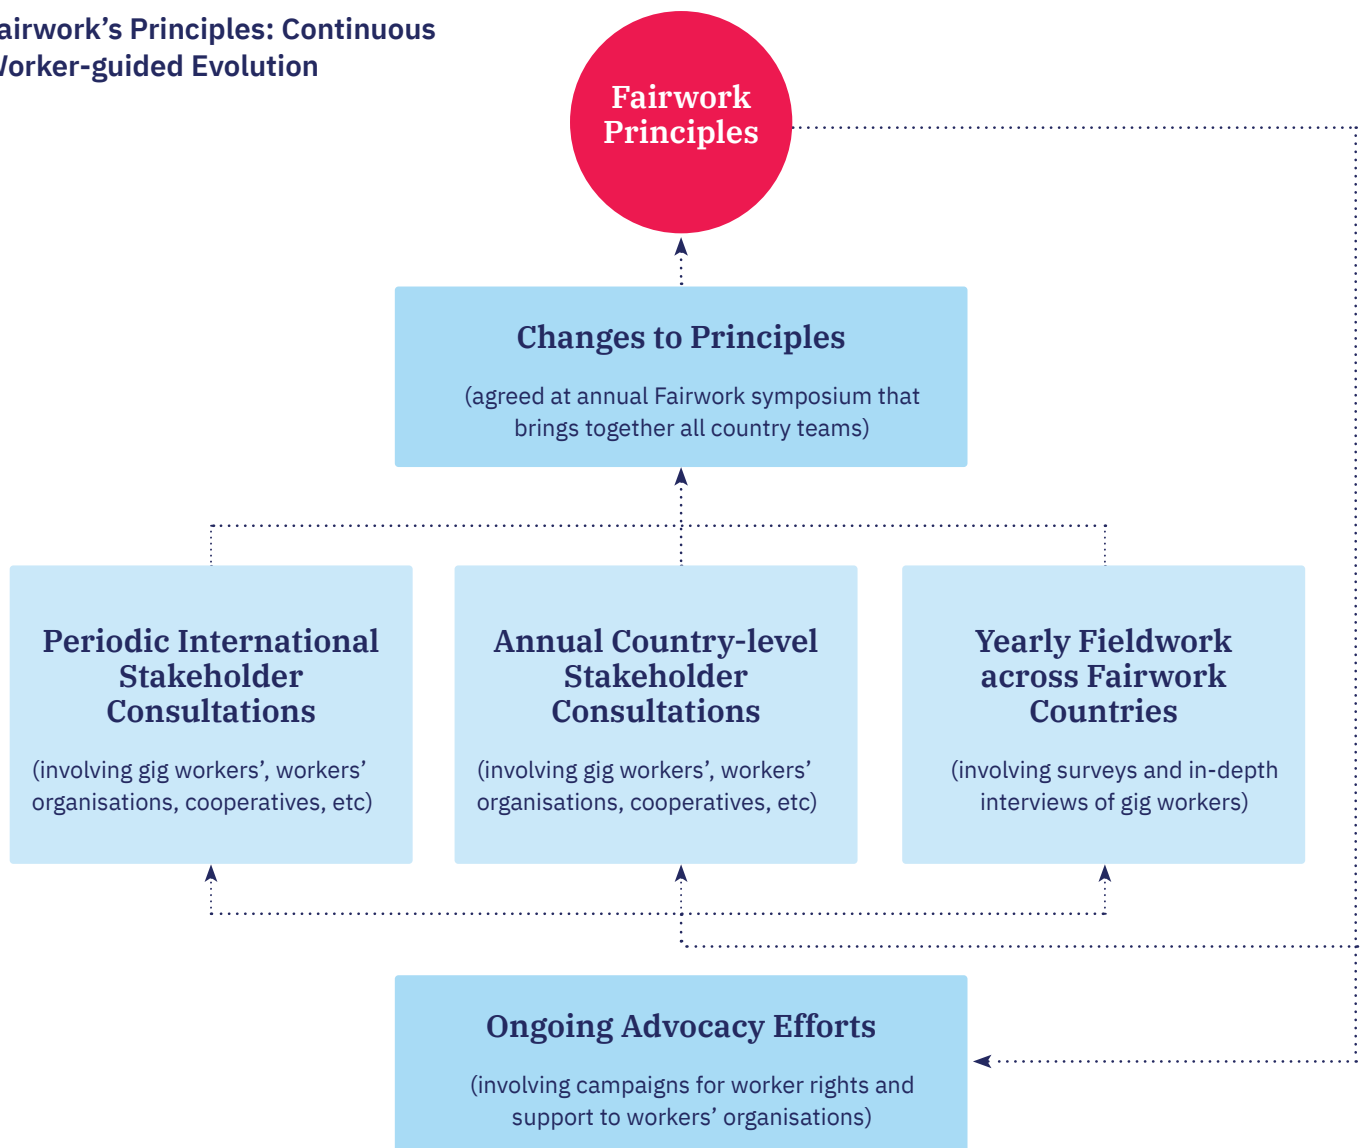 airwork’s Principles: Continuous
Worker-guided Evolution
Fairwork
Principles
Changes to Principles
(agreed at annual Fairwork symposium that
brings together all country teams)
Periodic International
Stakeholder
Consultations
(involving gig workers’, workers’
organisations, cooperatives, etc)
Annual Country-level
Stakeholder
Consultations
(involving gig workers’, workers’
organisations, cooperatives, etc)
Yearly Fieldwork
across Fairwork
Countries
(involving surveys and in-depth
interviews of gig workers)
Ongoing Advocacy Efforts
(involving campaigns for worker rights and
support to workers’ organisations)